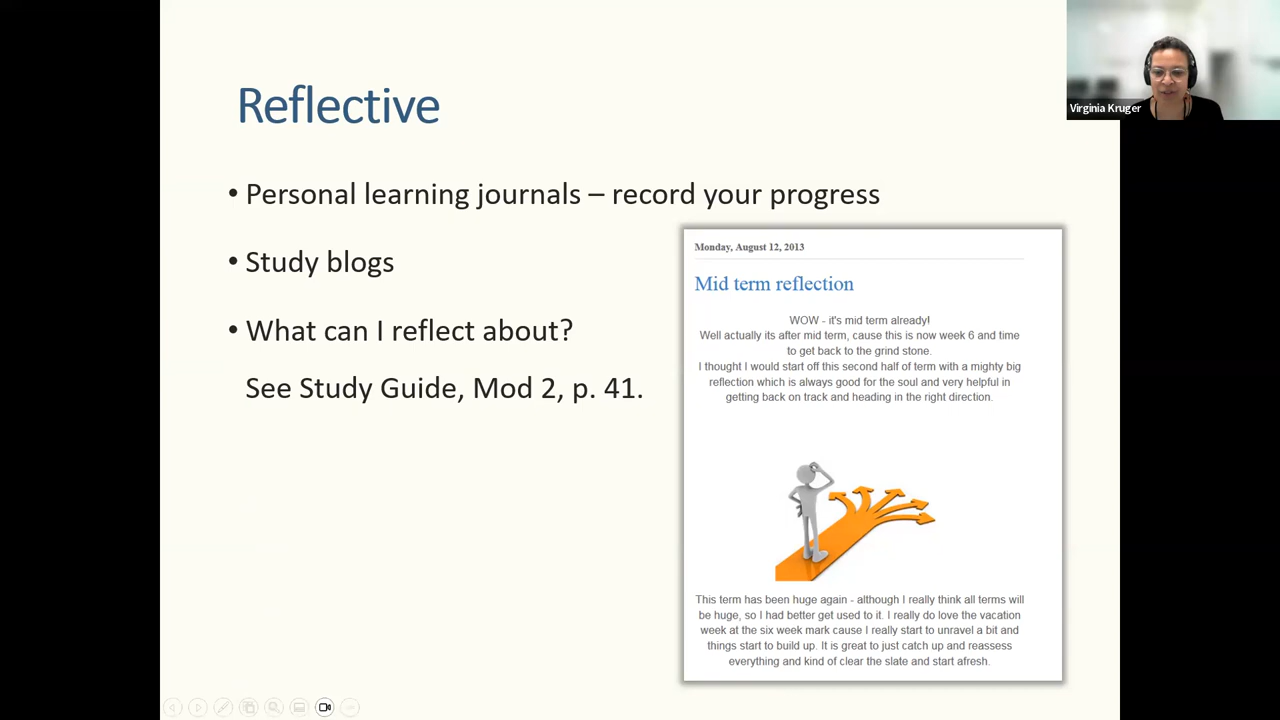 Reflective
Virginia Kruger
• Personal learning journals – record your progress
• Study blogs
• What can I reflect about?
See Study Guide, Mod 2, p. 41.
Monday, August 12, 2013
Mid term reflection
WOW - it's mid term already!
Well actually its after mid term, cause this is now week 6 and time
to get back to the grind stone.
I thought I would start off this second half of term with a mighty big
reflection which is always good for the soul and very helpful in
getting back on track and heading in the right direction.
This term has been huge again - although I really think all terms will
be huge, so I had better get used to it. I really do love the vacation
week at the six week mark cause I really start to unravel a bit and
things start to build up. It is great to just catch up and reassess
everything and kind of clear the slate and start afresh.